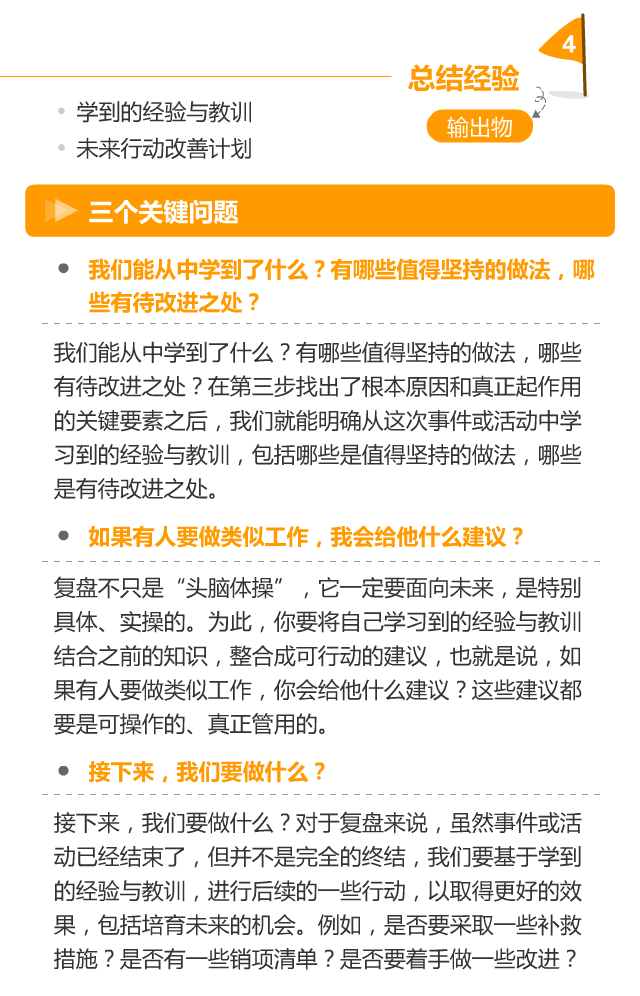 4
总结经验
输出物
学到的经验与教训
未来行动改善计划
三个关键问题
我们能从中学到了什么？有哪些值得坚持的做法，哪
些有待改进之处？
我们能从中学到了什么？有哪些值得坚持的做法，哪些
有待改进之处？在第三步找出了根本原因和真正起作用
的关键要素之后，我们就能明确从这次事件或活动中学
习到的经验与教训，包括哪些是值得坚持的做法，哪些
是有待改进之处。
如果有人要做类似工作，我会给他什么建议？
复盘不只是“头脑体操”，它一定要面向未来，是特别
具体、实操的。为此，你要将自己学习到的经验与教训
结合之前的知识，整合成可行动的建议，也就是说，如
果有人要做类似工作，你会给他什么建议？这些建议都
要是可操作的、真正管用的。
接下来，我们要做什么？
接下来，我们要做什么？对于复盘来说，虽然事件或活
动已经结束了，但并不是完全的终结，我们要基于学到
的经验与教训，进行后续的一些行动，以取得更好的效
果，包括培育未来的机会。例如，是否要采取一些补救
措施？是否有一些销项清单？是否要着手做一些改进？